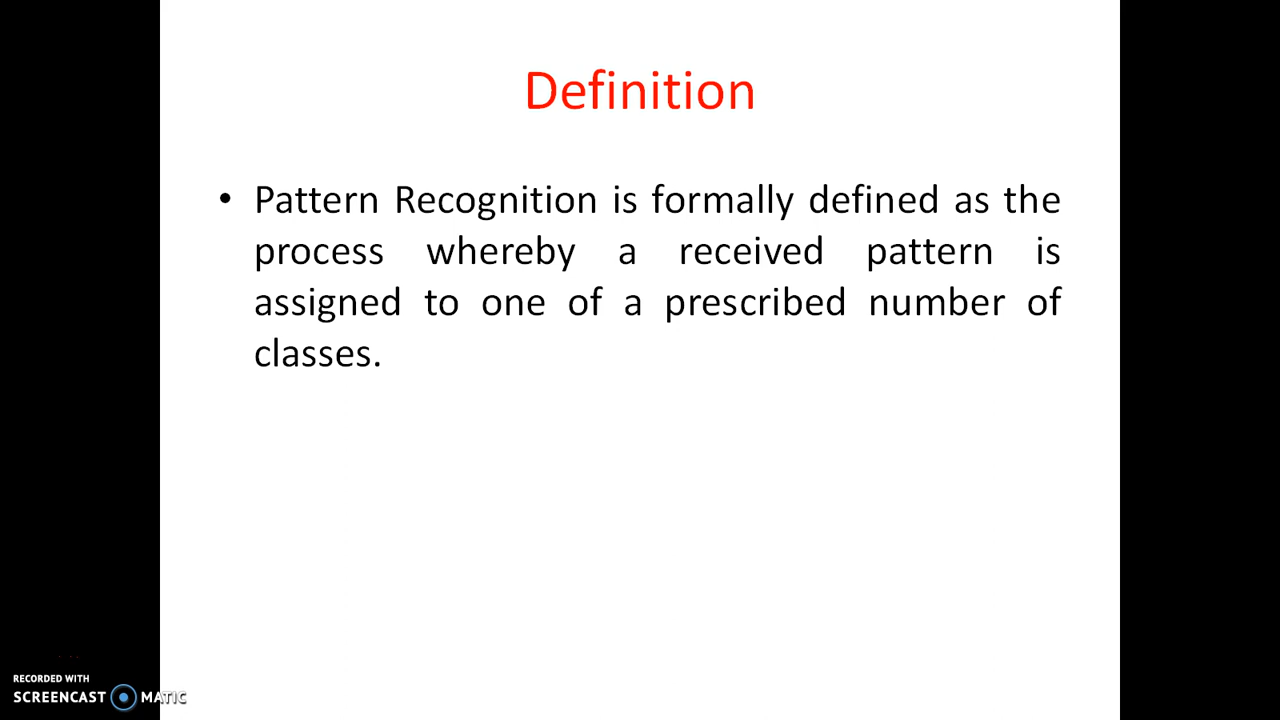 Definition
• Pattern Recognition is formally defined as the
process whereby a received pattern is
assigned to one of a prescribed number of
classes.
RECORDED WITH
SCREENCAST MATIC